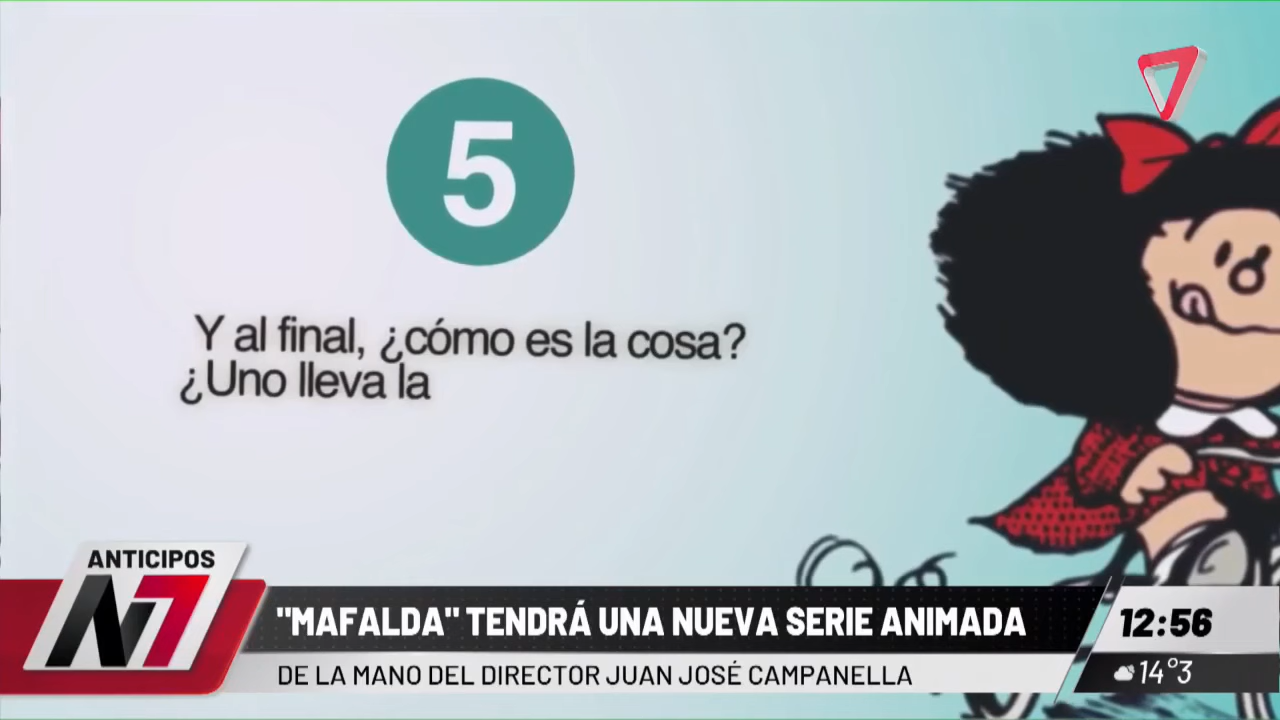 5
Y al final, ¿cómo es la cosa?
¿Uno lleva la
ANTICIPOS
N7
"MAFALDA" TENDRÁ UNA NUEVA SERIE ANIMADA
DE LA MANO DEL DIRECTOR JUAN JOSÉ CAMPANELLA
12:56
14°3